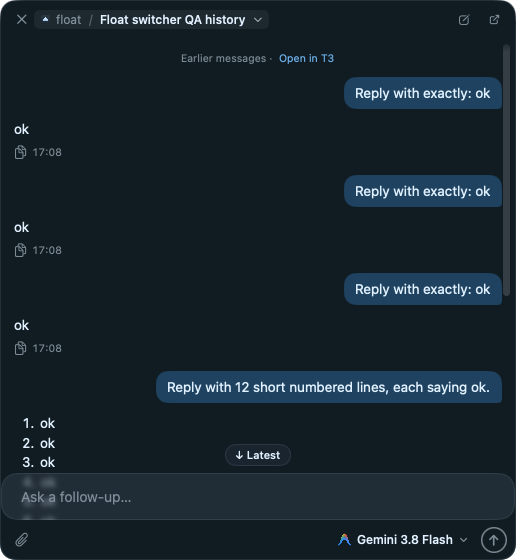 float / Float switcher QA history
Earlier messages · Open in T3
Reply with exactly: ok
ok
17:08
Reply with exactly: ok
ok
17:08
Reply with exactly: ok
ok
17:08
Reply with 12 short numbered lines, each saying ok.
1. ok
2. ok
3. ok
↓ Latest
Ask a follow-up...
Gemini 3.8 Flash